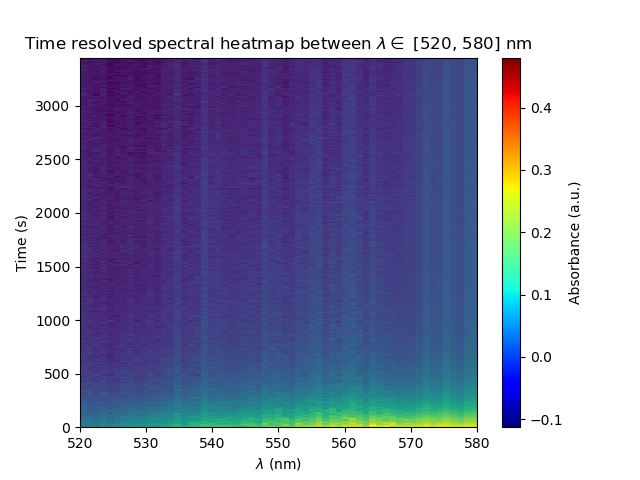 Time resolved spectral heatmap between λ ∈ [520, 580] nm
3000
2500
2000
1500
1000
500
0
Time (s)
520 530 540 550 560 570 580
λ (nm)
0.4
0.3
0.2
0.1
0.0
−0.1
Absorbance (a.u.)